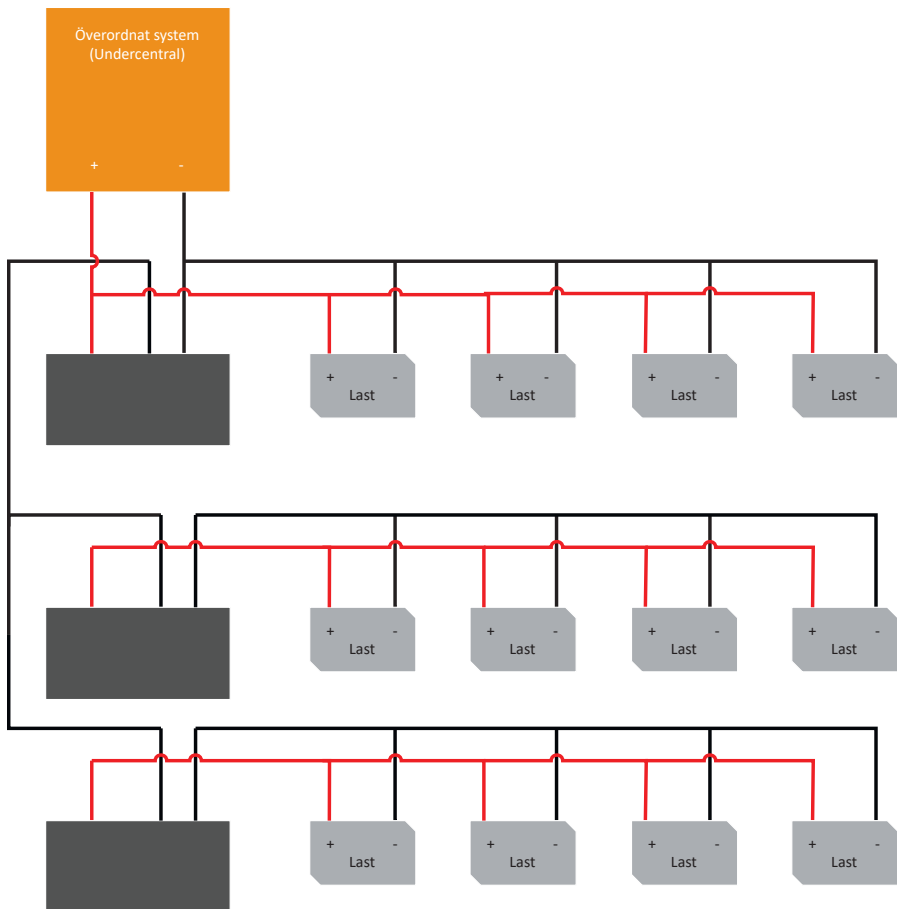 Överordnat system
(Undercentral)
+ -
+ - + - + - + -
Last Last Last Last
+ - + - + - + -
Last Last Last Last
+ - + - + - + -
Last Last Last Last